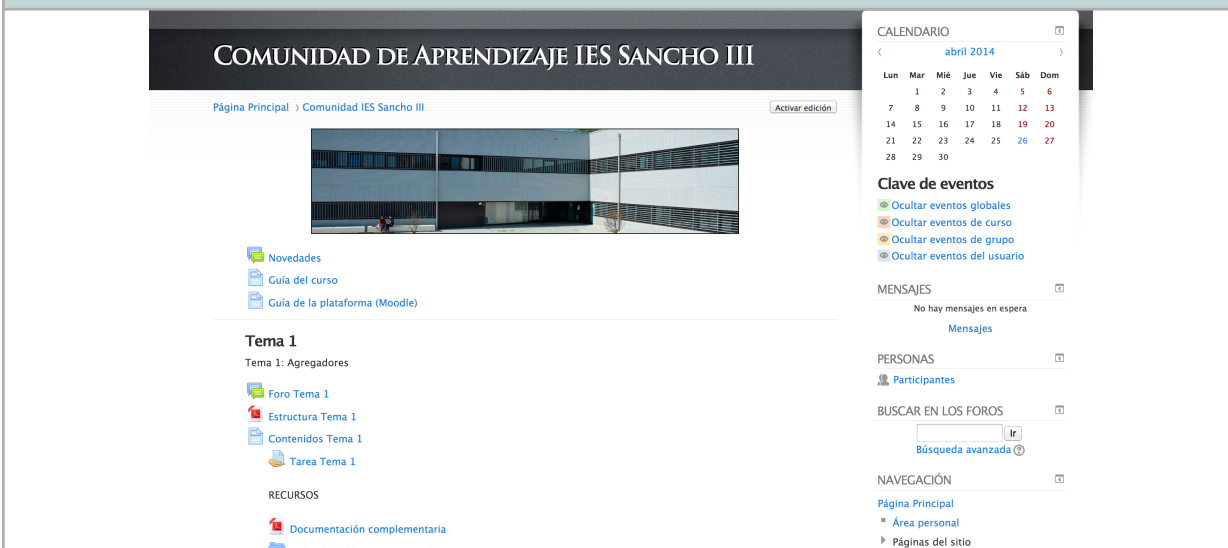 COMUNIDAD DE APRENDIZAJE IES SANCHO III
Página Principal › Comunidad IES Sancho III
Activar edición
Novedades
Guía del curso
Guía de la plataforma (Moodle)
Tema 1
Tema 1: Agregadores
Foro Tema 1
Estructura Tema 1
Contenidos Tema 1
Tarea Tema 1
RECURSOS
Documentación complementaria
CALENDARIO
abril 2014
Lun Mar Mié Jue Vie Sáb Dom
1 2 3 4 5 6
7 8 9 10 11 12 13
14 15 16 17 18 19 20
21 22 23 24 25 26 27
28 29 30
Clave de eventos
Ocultar eventos globales
Ocultar eventos de curso
Ocultar eventos de grupo
Ocultar eventos del usuario
MENSAJES
No hay mensajes en espera
Mensajes
PERSONAS
Participantes
BUSCAR EN LOS FOROS
Ir
Búsqueda avanzada
NAVEGACIÓN
Página Principal
Área personal
Páginas del sitio